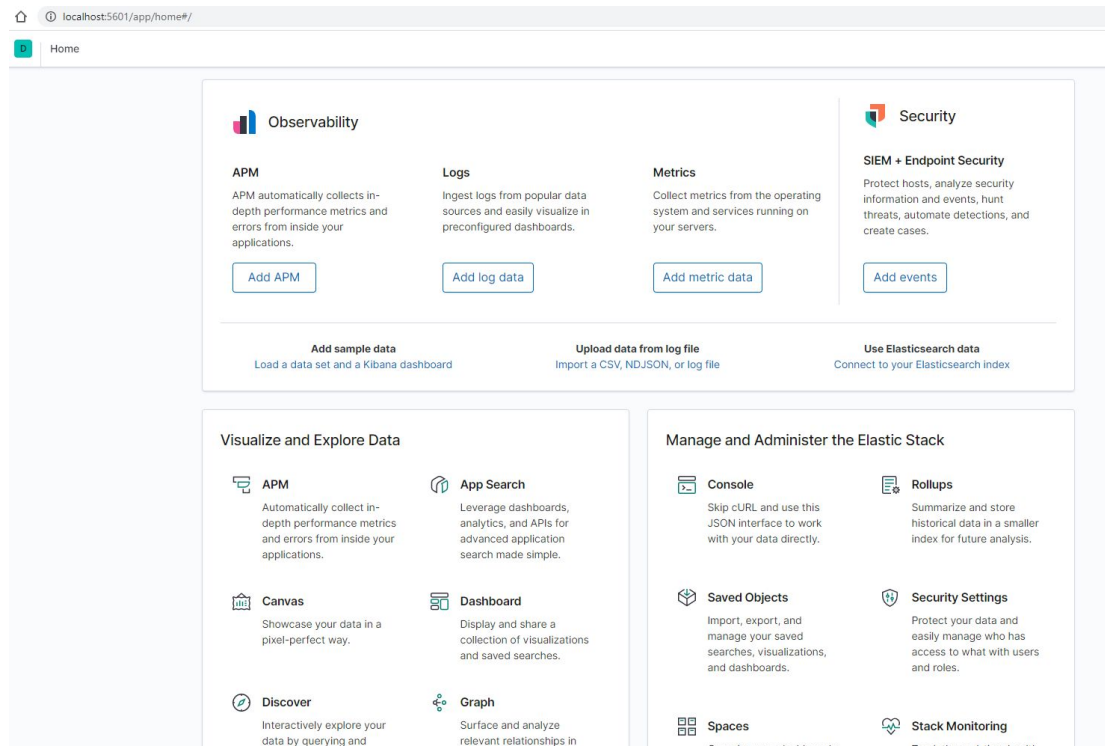 localhost:5601/app/home#/
D
Home
Observability
APM
APM automatically collects in-
depth performance metrics and
errors from inside your
applications.
Add APM
Logs
Ingest logs from popular data
sources and easily visualize in
preconfigured dashboards.
Add log data
Metrics
Collect metrics from the operating
system and services running on
your servers.
Add metric data
Security
SIEM + Endpoint Security
Protect hosts, analyze security
information and events, hunt
threats, automate detections, and
create cases.
Add events
Add sample data
Load a data set and a Kibana dashboard
Upload data from log file
Import a CSV, NDJSON, or log file
Use Elasticsearch data
Connect to your Elasticsearch index
Visualize and Explore Data
APM
Automatically collect in-
depth performance metrics
and errors from inside your
applications.
App Search
Leverage dashboards,
analytics, and APIs for
advanced application
search made simple.
Canvas
Showcase your data in a
pixel-perfect way.
Dashboard
Display and share a
collection of visualizations
and saved searches.
Discover
Interactively explore your
data by querying and
Graph
Surface and analyze
relevant relationships in
Manage and Administer the Elastic Stack
Console
Skip cURL and use this
JSON interface to work
with your data directly.
Rollups
Summarize and store
historical data in a smaller
index for future analysis.
Saved Objects
Import, export, and
manage your saved
searches, visualizations,
and dashboards.
Security Settings
Protect your data and
easily manage who has
access to what with users
and roles.
Spaces
Stack Monitoring